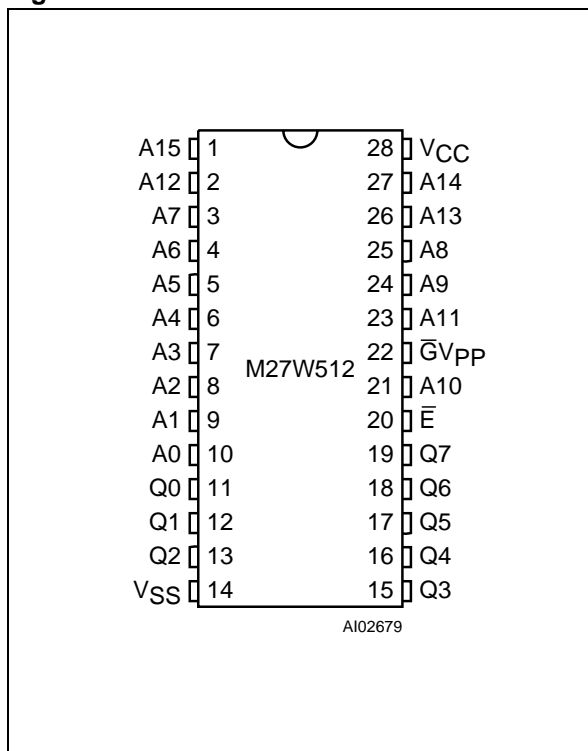 A15 1 28 VCC
A12 2 27 A14
A7 3 26 A13
A6 4 25 A8
A5 5 24 A9
A4 6 23 A11
A3 7 22 G̅VPP
M27W512
A2 8 21 A10
A1 9 20 E̅
A0 10 19 Q7
Q0 11 18 Q6
Q1 12 17 Q5
Q2 13 16 Q4
VSS 14 15 Q3
AI02679